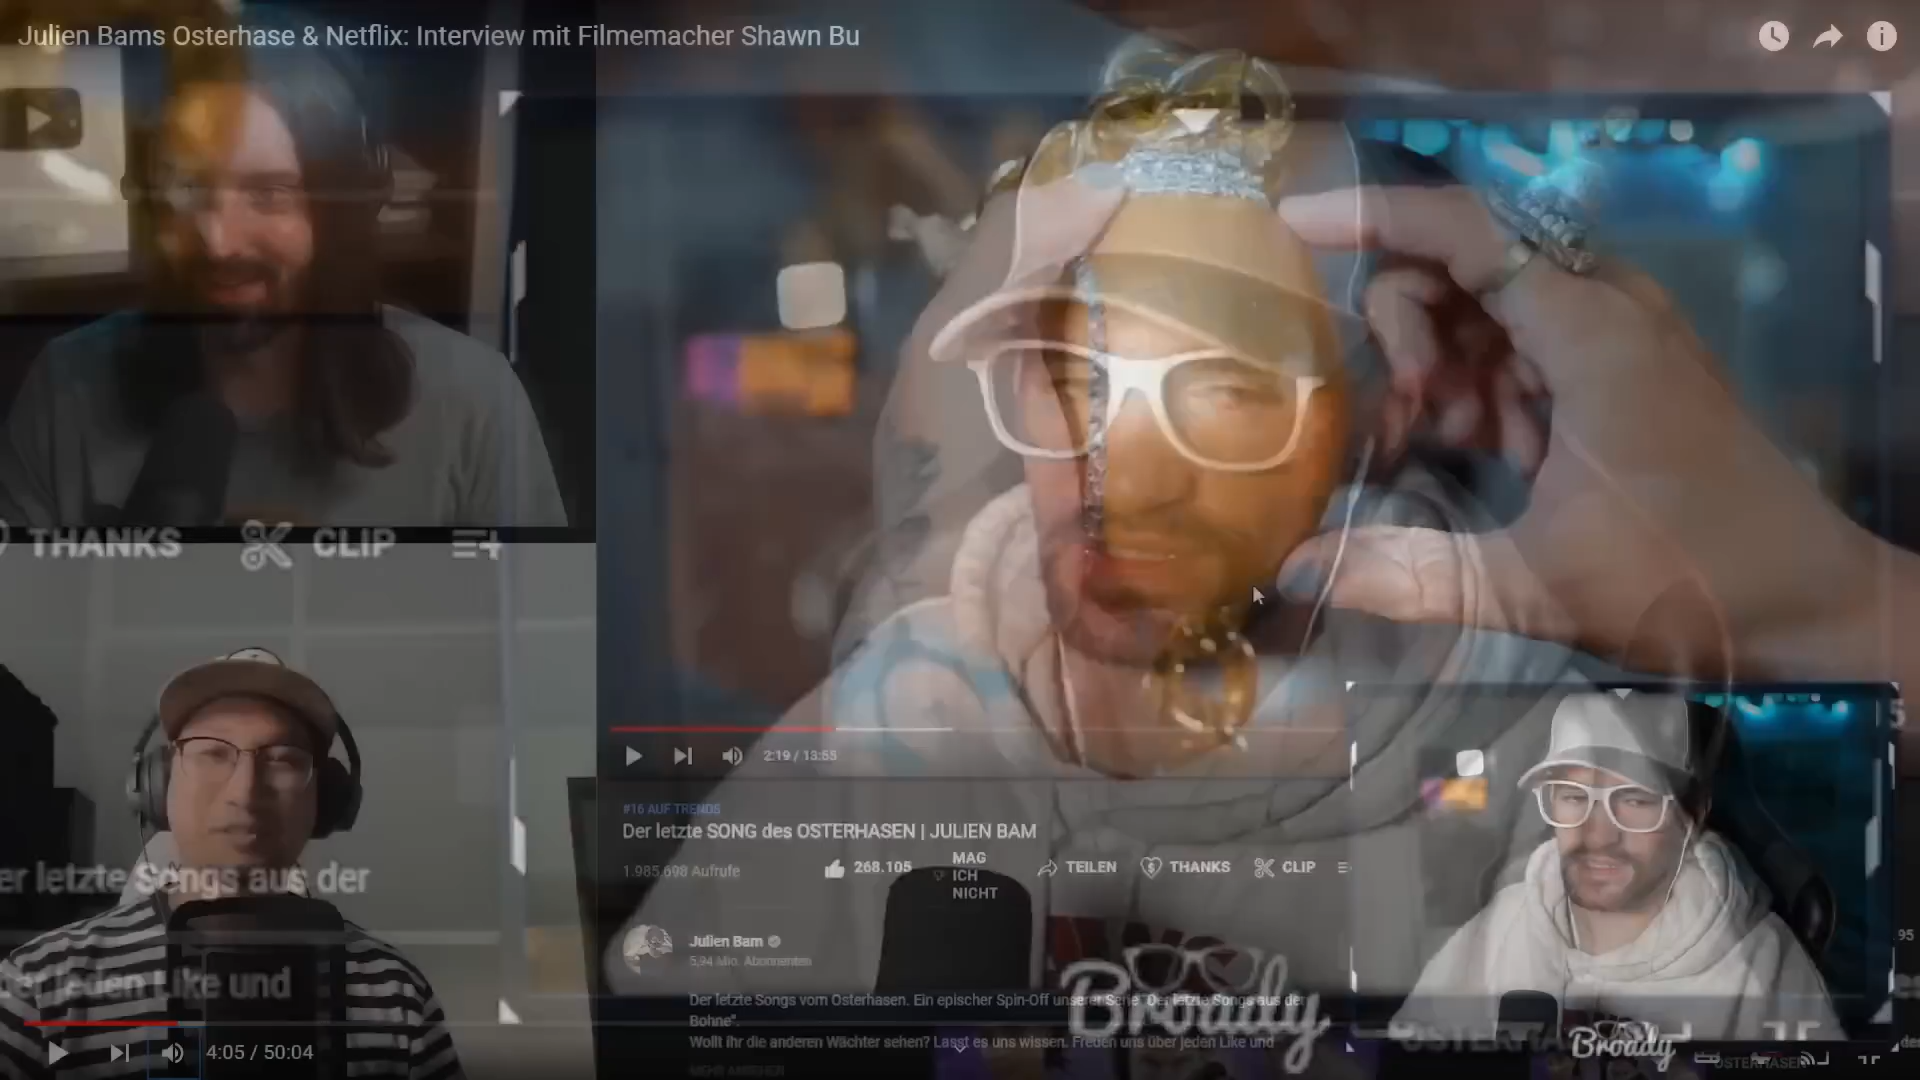 Julien Bams Osterhase & Netflix: Interview mit Filmemacher Shawn Bu
THANKS CLIP
er letzte Songs aus der
er jeden Like und
4:05 / 50:04
2:19 / 13:55
#16 AUF TRENDS
Der letzte SONG des OSTERHASEN | JULIEN BAM
1.985.698 Aufrufe
268.105
MAG ICH NICHT
TEILEN
THANKS
CLIP
Julien Bam
5,94 Mio. Abonnenten
Der letzte Songs vom Osterhasen. Ein epischer Spin-Off unserer Serie "Der letzte Songs aus der
Bohne".
Wollt ihr die anderen Wächter sehen? Lasst es uns wissen. Freuen uns über jeden Like und
MEHR ANSEHEN
Broady
Broady
OSTERHASEN